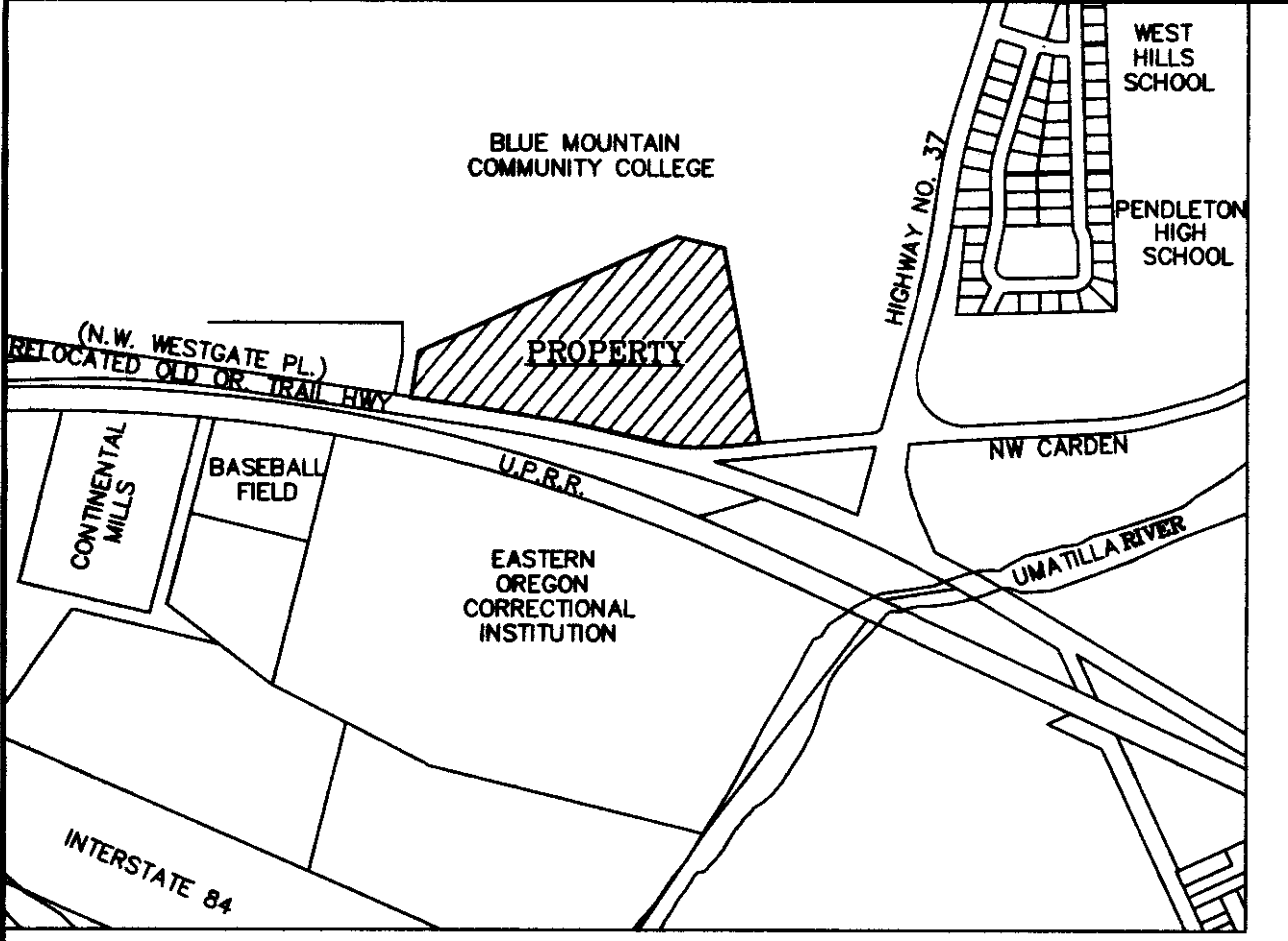 WEST
HILLS
SCHOOL
BLUE MOUNTAIN
COMMUNITY COLLEGE
HIGHWAY NO. 37
PENDLETON
HIGH
SCHOOL
(N.W. WESTGATE PL.)
RELOCATED OLD OR. TRAIL HWY
PROPERTY
NW CARDEN
CONTINENTAL
MILLS
BASEBALL
FIELD
U.P.R.R.
EASTERN
OREGON
CORRECTIONAL
INSTITUTION
UMATILLA RIVER
INTERSTATE 84